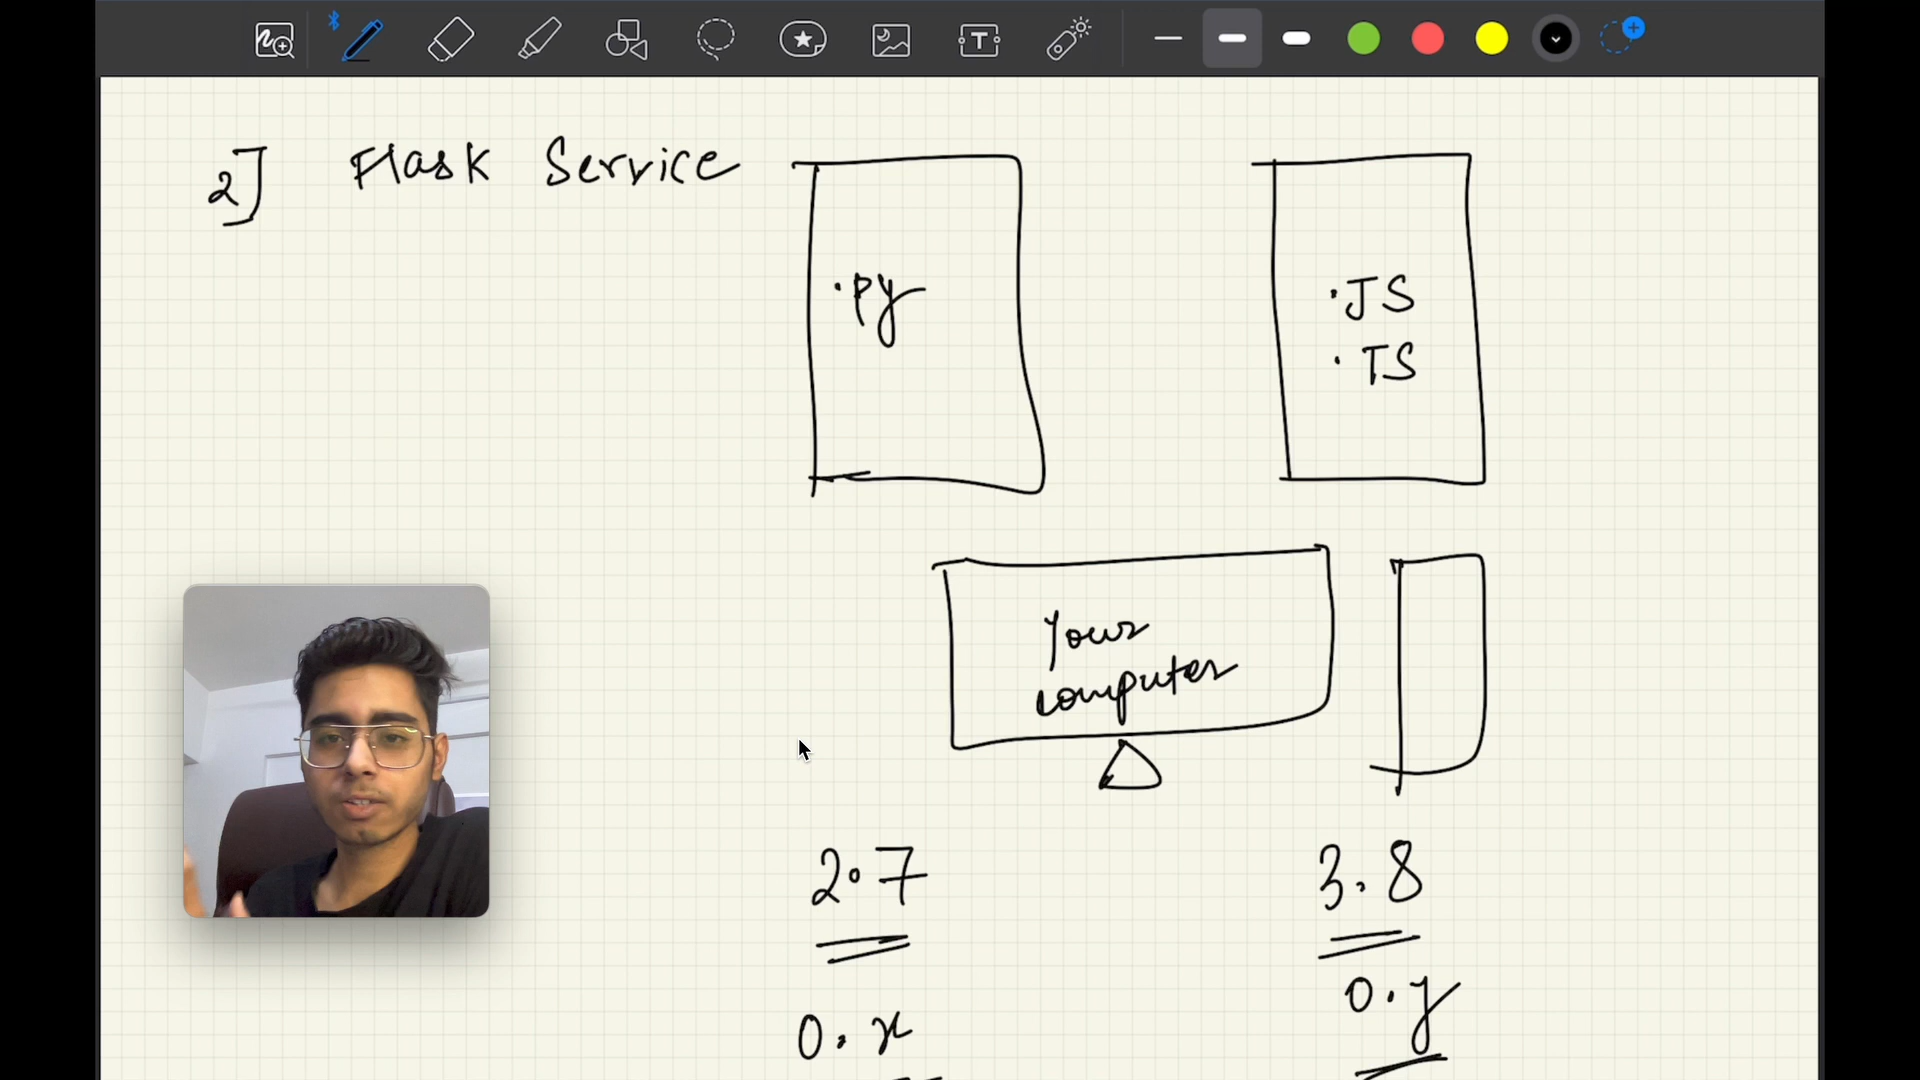 2] Flask Service
.py
.JS
.TS
Your
computer
2.7
3.8
0.x
0.y